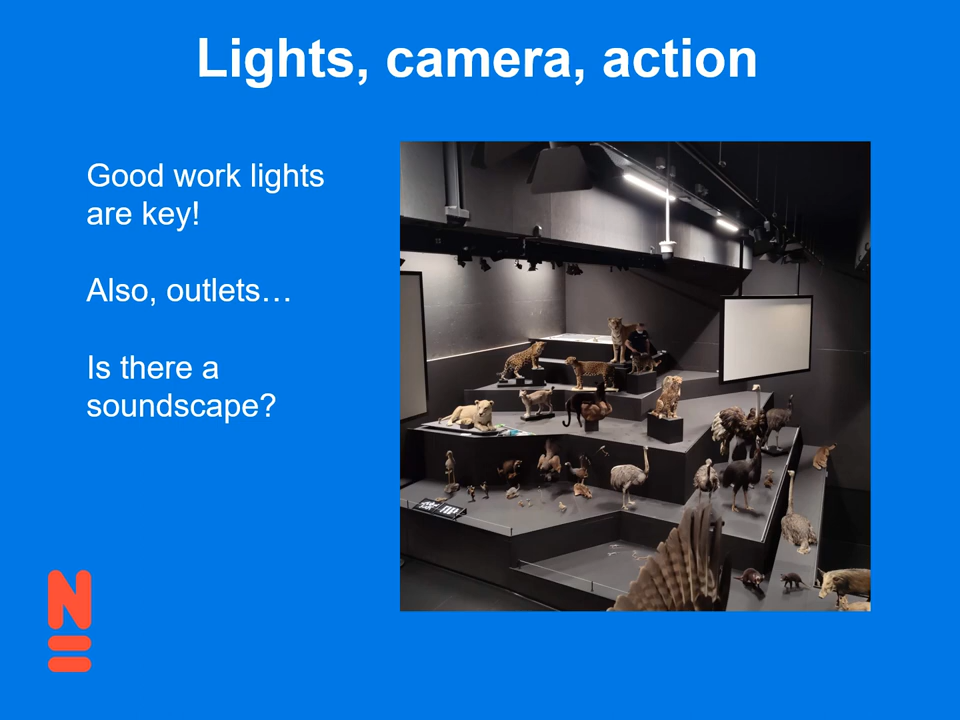 Lights, camera, action
Good work lights
are key!
Also, outlets…
Is there a
soundscape?
N